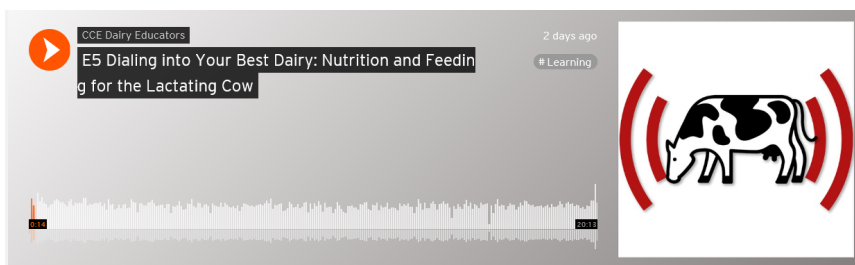 CCE Dairy Educators
2 days ago
E5 Dialing into Your Best Dairy: Nutrition and Feedin
g for the Lactating Cow
# Learning
0:14
20:13